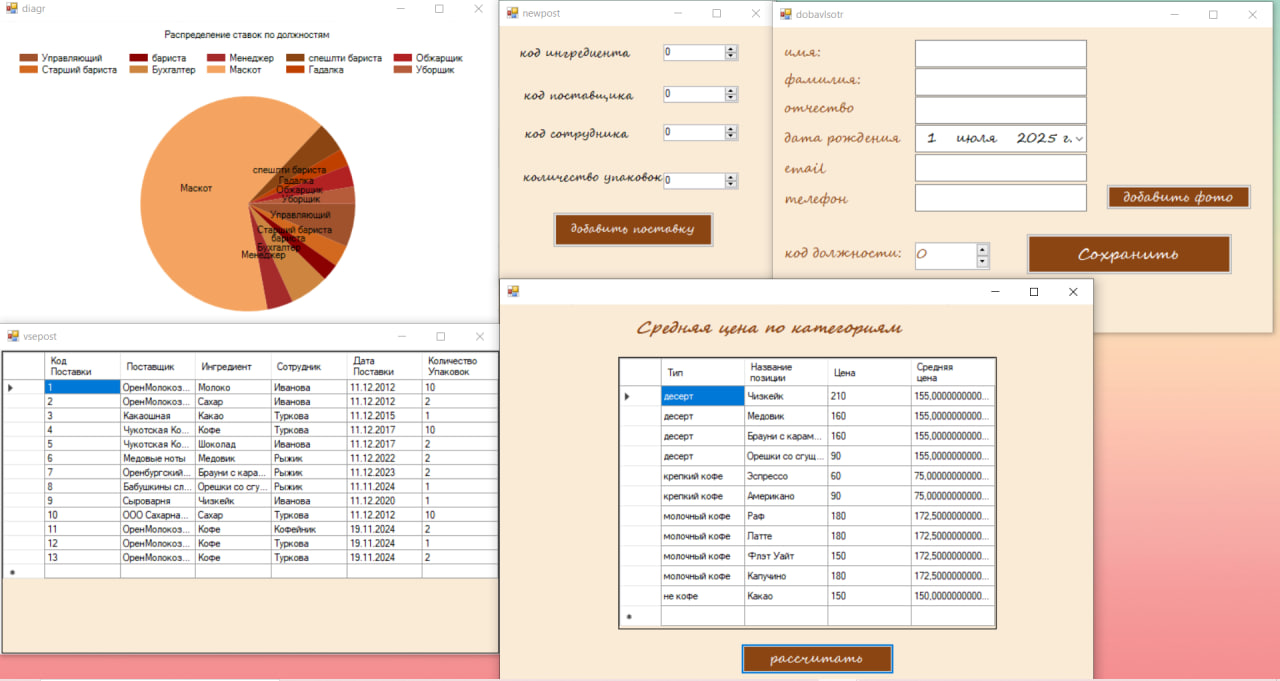 diagr
Распределение ставок по должностям
Управляющий бариста Менеджер спешлти бариста Обжарщик
Старший бариста Бухгалтер Маскот Гадалка Уборщик
Маскот
спешлти бариста
Гадалка
Обжарщик
Уборщик
Управляющий
Старший бариста
бариста
Бухгалтер
Менеджер
newpost
код ингредиента 0
код поставщика 0
код сотрудника 0
количество упаковок 0
добавить поставку
dobavlsotr
имя:
фамилия:
отчество
дата рождения 1 июля 2025 г.
email
телефон
добавить фото
код должности: 0
Сохранить
vsepost
Код Поставки Поставщик Ингредиент Сотрудник Дата Поставки Количество Упаковок
1 ОренМолокоз... Молоко Иванова 11.12.2012 10
2 ОренМолокоз... Сахар Иванова 11.12.2012 2
3 Какаошная Какао Туркова 11.12.2015 1
4 Чукотская Ко... Кофе Туркова 11.12.2017 10
5 Чукотская Ко... Шоколад Иванова 11.12.2017 2
6 Медовые ноты Медовик Рыжик 11.12.2022 2
7 Оренбургский... Брауни с кара... Рыжик 11.12.2023 2
8 Бабушкины сл... Орешки со сгу... Рыжик 11.11.2024 1
9 Сыроварня Чизкейк Иванова 11.12.2020 1
10 ООО Сахарна... Сахар Туркова 11.12.2012 10
11 ОренМолокоз... Кофе Кофейник 19.11.2024 2
12 ОренМолокоз... Кофе Туркова 19.11.2024 1
13 ОренМолокоз... Кофе Туркова 19.11.2024 2
Средняя цена по категориям
Тип Название позиции Цена Средняя цена
десерт Чизкейк 210 155,0000000000...
десерт Медовик 160 155,0000000000...
десерт Брауни с карам... 160 155,0000000000...
десерт Орешки со сгущ... 90 155,0000000000...
крепкий кофе Эспрессо 60 75,0000000000...
крепкий кофе Американо 90 75,0000000000...
молочный кофе Раф 180 172,5000000000...
молочный кофе Латте 180 172,5000000000...
молочный кофе Флэт Уайт 150 172,5000000000...
молочный кофе Капучино 180 172,5000000000...
не кофе Какао 150 150,0000000000...
рассчитать